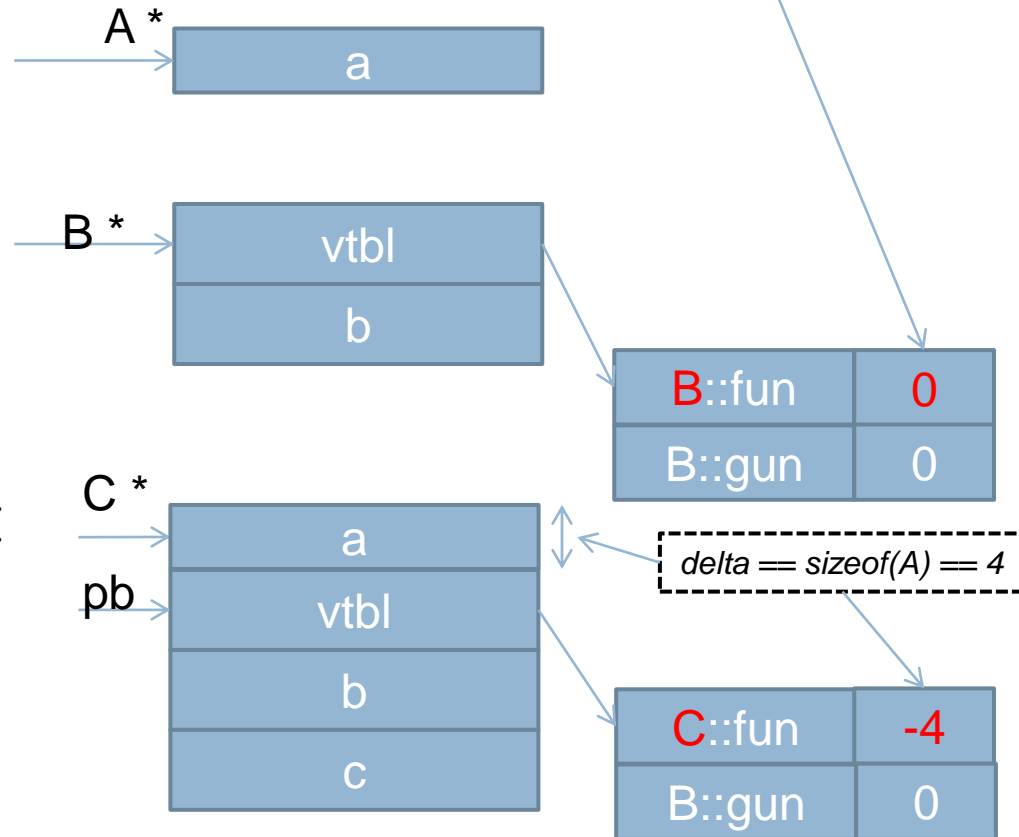 A *
a
B *
vtbl
b
B::fun 0
B::gun 0
C *
a
delta == sizeof(A) == 4
pb
vtbl
b
c
C::fun -4
B::gun 0